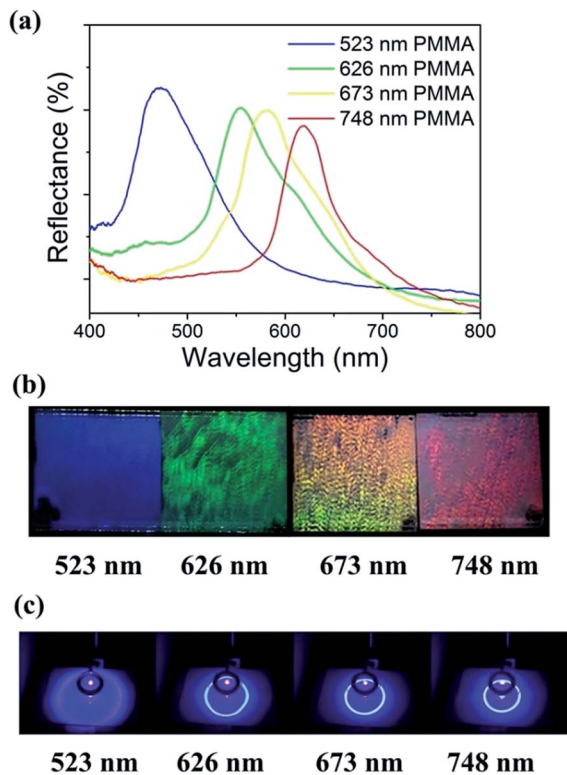 (a)
523 nm PMMA
626 nm PMMA
673 nm PMMA
748 nm PMMA
Reflectance (%)
400 500 600 700 800
Wavelength (nm)
(b)
523 nm 626 nm 673 nm 748 nm
(c)
523 nm 626 nm 673 nm 748 nm